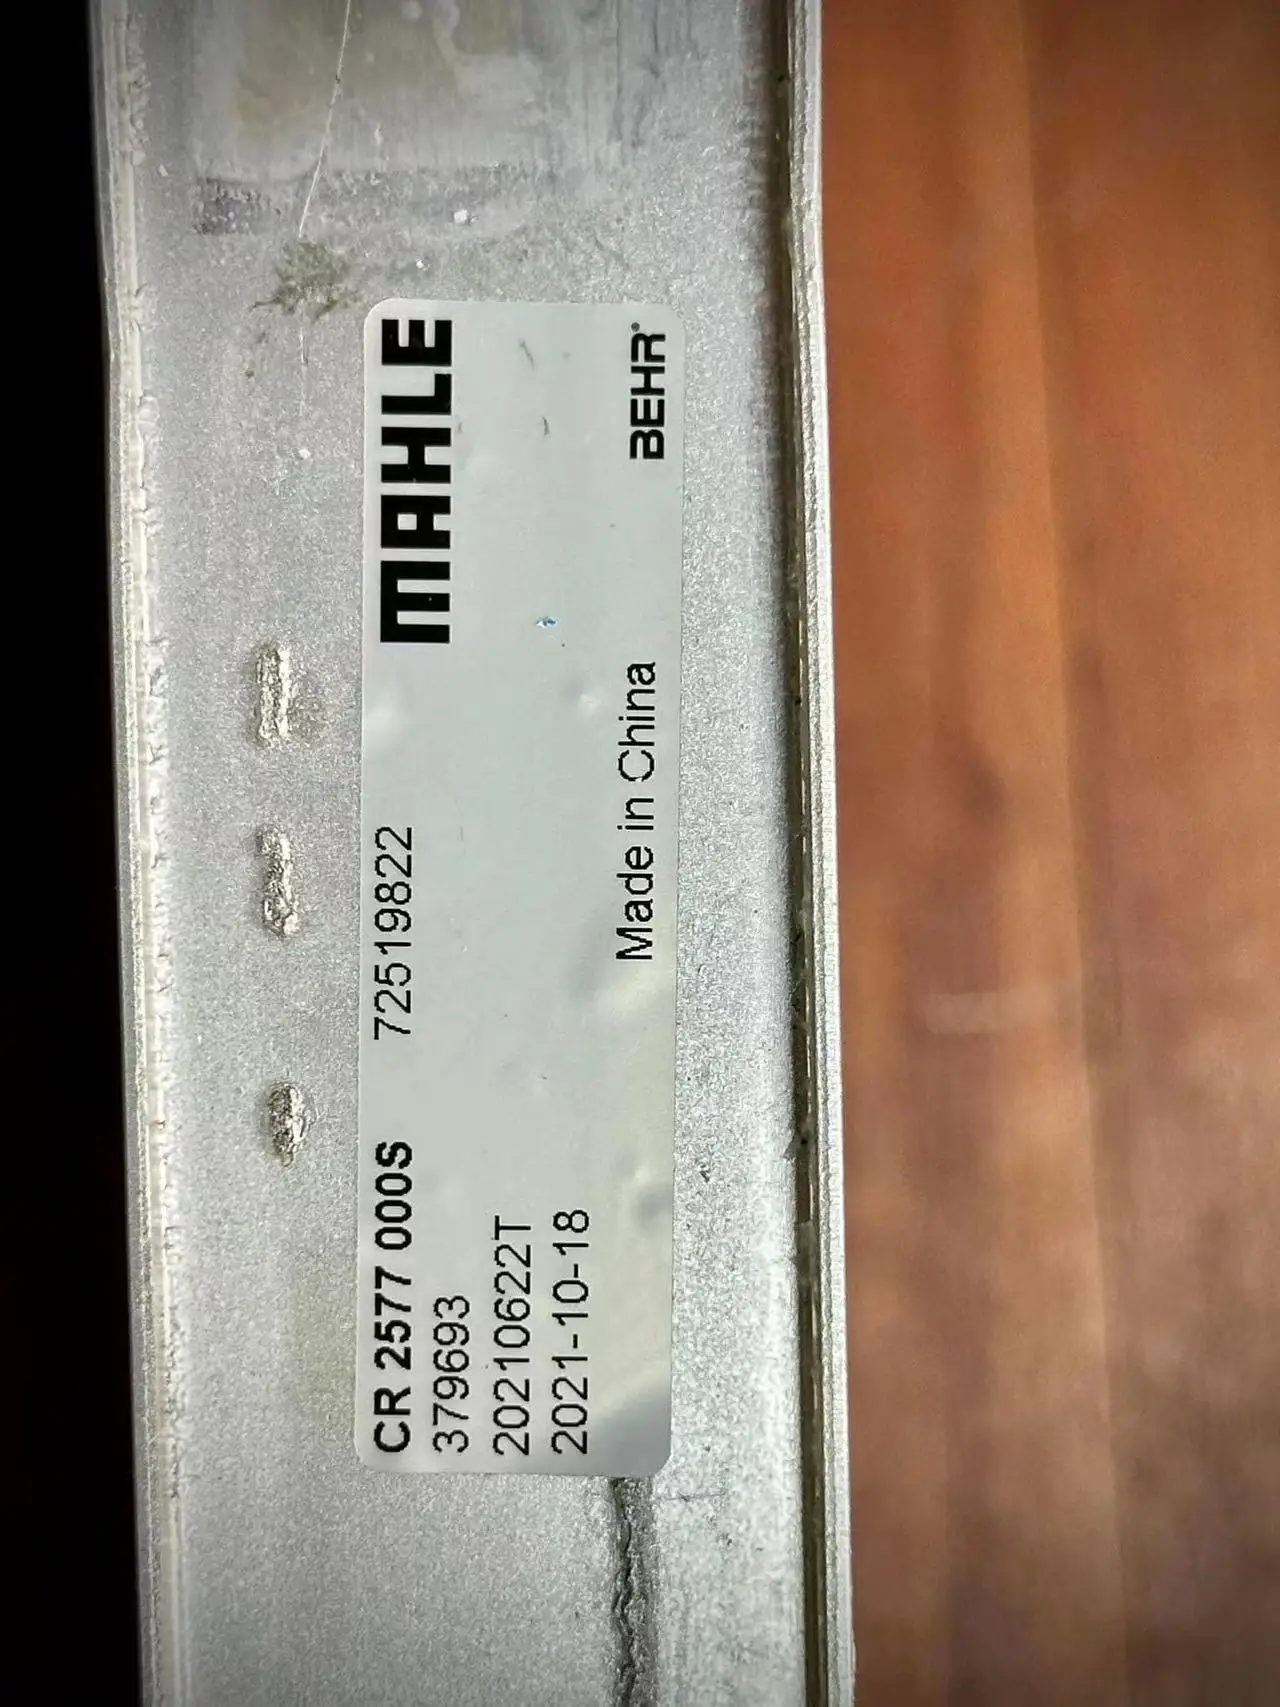 CR 2577 000S 72519822 MAHLE
379693
20210622T
2021-10-18
Made in China BEHR